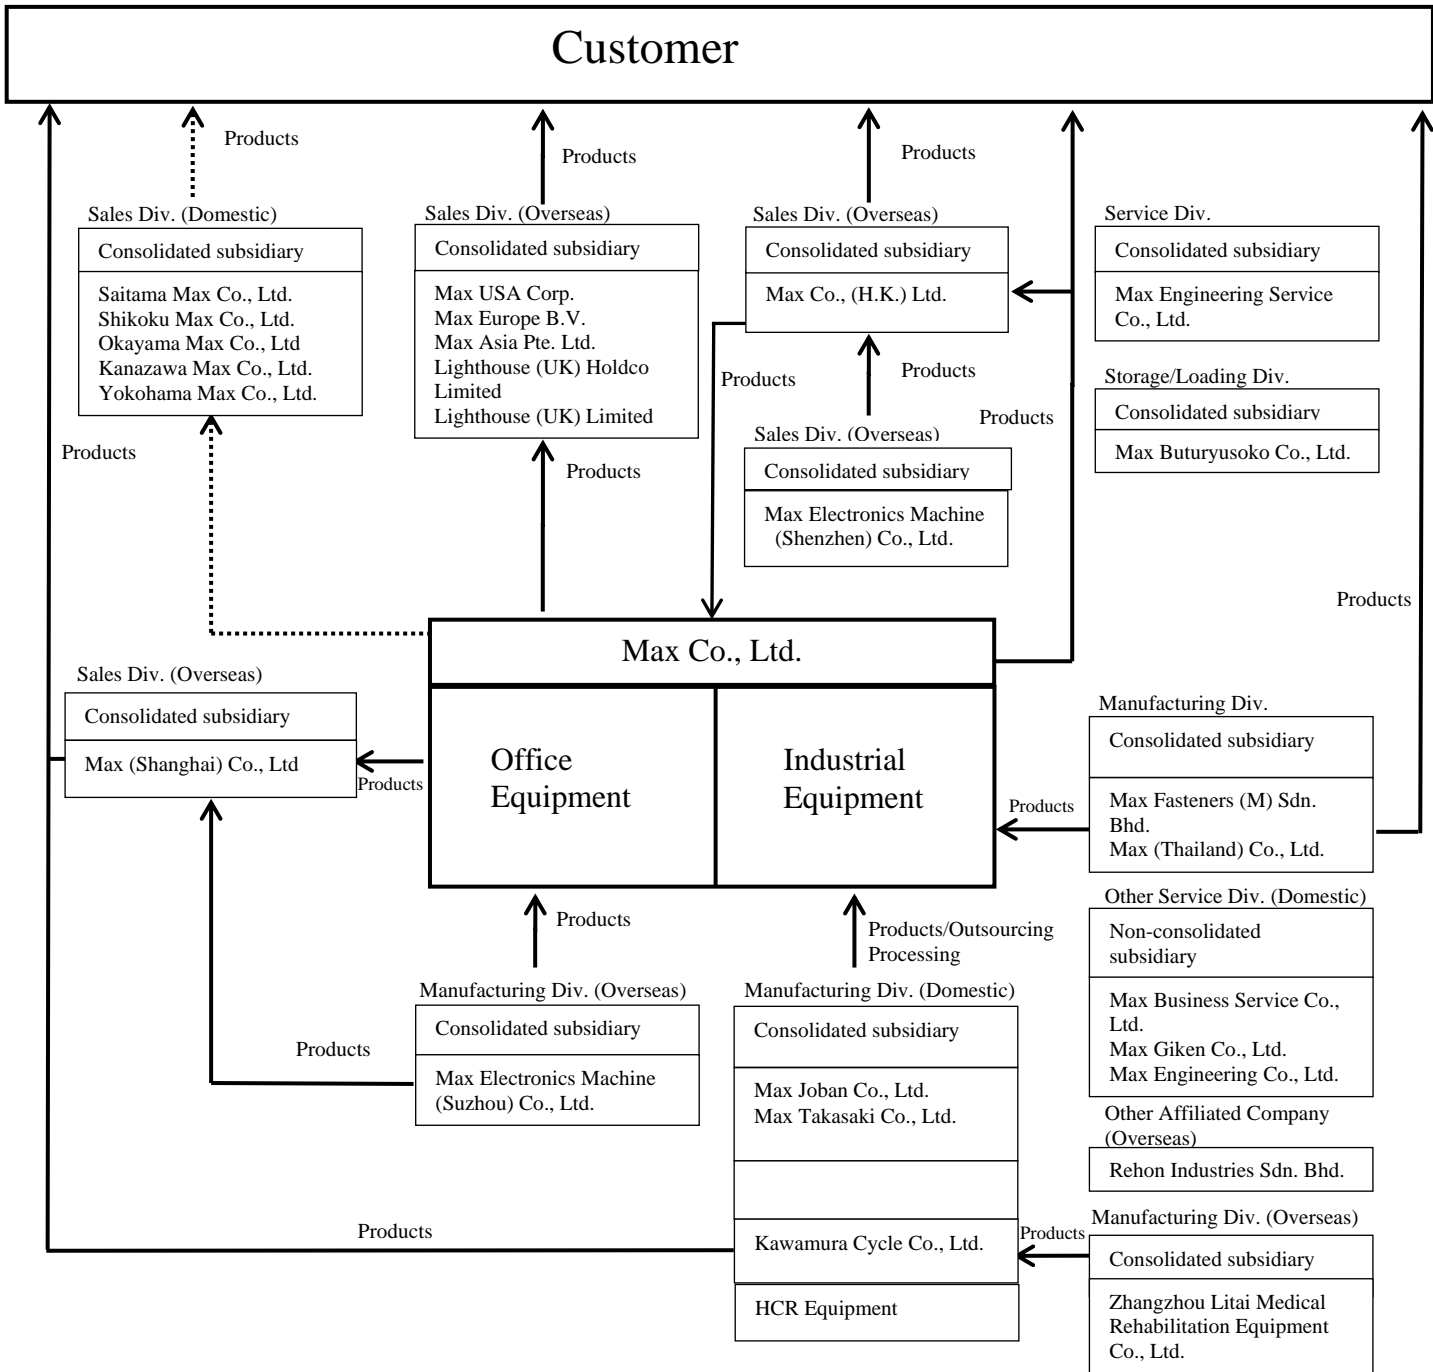 Customer
Products
Products
Products
Sales Div. (Domestic)
Consolidated subsidiary
Saitama Max Co., Ltd.
Shikoku Max Co., Ltd.
Okayama Max Co., Ltd
Kanazawa Max Co., Ltd.
Yokohama Max Co., Ltd.
Sales Div. (Overseas)
Consolidated subsidiary
Max USA Corp.
Max Europe B.V.
Max Asia Pte. Ltd.
Lighthouse (UK) Holdco
Limited
Lighthouse (UK) Limited
Sales Div. (Overseas)
Consolidated subsidiary
Max Co., (H.K.) Ltd.
Service Div.
Consolidated subsidiary
Max Engineering Service
Co., Ltd.
Products
Products
Storage/Loading Div.
Consolidated subsidiary
Max Buturyusoko Co., Ltd.
Products
Products
Products
Sales Div. (Overseas)
Consolidated subsidiary
Max Electronics Machine
(Shenzhen) Co., Ltd.
Products
Max Co., Ltd.
Office
Equipment
Industrial
Equipment
Sales Div. (Overseas)
Consolidated subsidiary
Max (Shanghai) Co., Ltd
Products
Products
Manufacturing Div.
Consolidated subsidiary
Max Fasteners (M) Sdn.
Bhd.
Max (Thailand) Co., Ltd.
Products
Products/Outsourcing
Processing
Other Service Div. (Domestic)
Non-consolidated
subsidiary
Max Business Service Co.,
Ltd.
Max Giken Co., Ltd.
Max Engineering Co., Ltd.
Manufacturing Div. (Overseas)
Consolidated subsidiary
Max Electronics Machine
(Suzhou) Co., Ltd.
Products
Manufacturing Div. (Domestic)
Consolidated subsidiary
Max Joban Co., Ltd.
Max Takasaki Co., Ltd.
Kawamura Cycle Co., Ltd.
HCR Equipment
Products
Products
Other Affiliated Company
(Overseas)
Rehon Industries Sdn. Bhd.
Manufacturing Div. (Overseas)
Consolidated subsidiary
Zhangzhou Litai Medical
Rehabilitation Equipment
Co., Ltd.